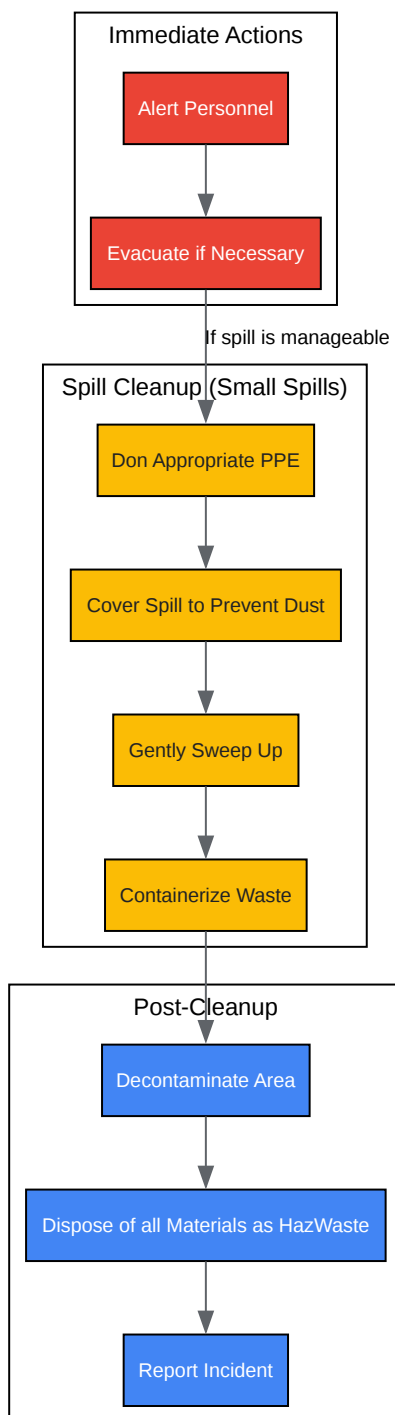 Immediate Actions
Alert Personnel
Evacuate if Necessary
If spill is manageable
Spill Cleanup (Small Spills)
Don Appropriate PPE
Cover Spill to Prevent Dust
Gently Sweep Up
Containerize Waste
Post-Cleanup
Decontaminate Area
Dispose of all Materials as HazWaste
Report Incident